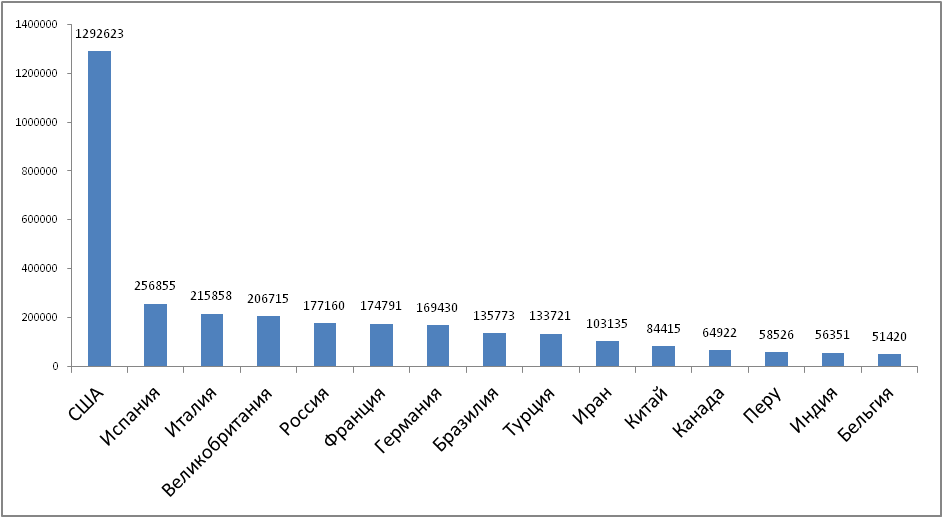 1400000
1200000
1000000
800000
600000
400000
200000
0
1292623
256855
215858
206715
177160
174791
169430
135773
133721
103135
84415
64922
58526
56351
51420
США
Испания
Италия
Великобритания
Россия
Франция
Германия
Бразилия
Турция
Иран
Китай
Канада
Перу
Индия
Бельгия